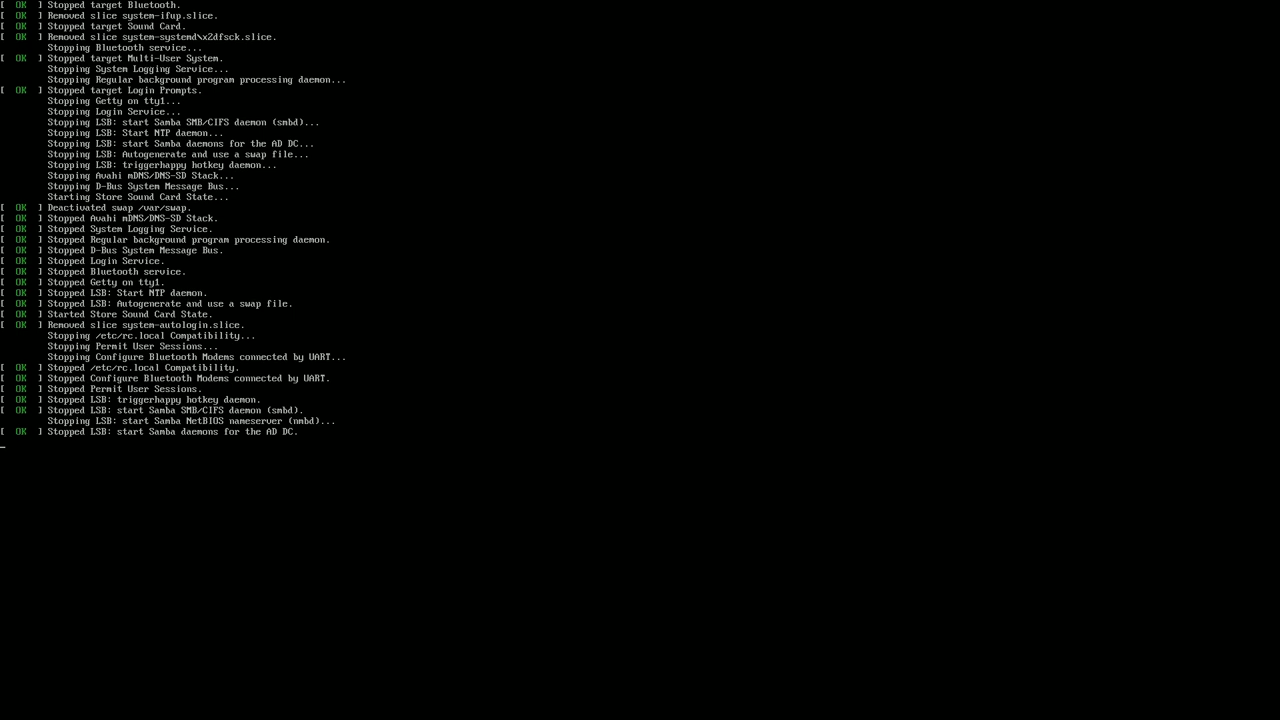 [  OK  ] Stopped target Bluetooth.
[  OK  ] Removed slice system-ifup.slice.
[  OK  ] Stopped target Sound Card.
[  OK  ] Removed slice system-systemd\x2dfsck.slice.
         Stopping Bluetooth service...
[  OK  ] Stopped target Multi-User System.
         Stopping System Logging Service...
         Stopping Regular background program processing daemon...
[  OK  ] Stopped target Login Prompts.
         Stopping Getty on tty1...
         Stopping Login Service...
         Stopping LSB: start Samba SMB/CIFS daemon (smbd)...
         Stopping LSB: Start NTP daemon...
         Stopping LSB: start Samba daemons for the AD DC...
         Stopping LSB: Autogenerate and use a swap file...
         Stopping LSB: triggerhappy hotkey daemon...
         Stopping Avahi mDNS/DNS-SD Stack...
         Stopping D-Bus System Message Bus...
         Starting Store Sound Card State...
[  OK  ] Deactivated swap /var/swap.
[  OK  ] Stopped Avahi mDNS/DNS-SD Stack.
[  OK  ] Stopped System Logging Service.
[  OK  ] Stopped Regular background program processing daemon.
[  OK  ] Stopped D-Bus System Message Bus.
[  OK  ] Stopped Login Service.
[  OK  ] Stopped Bluetooth service.
[  OK  ] Stopped Getty on tty1.
[  OK  ] Stopped LSB: Start NTP daemon.
[  OK  ] Stopped LSB: Autogenerate and use a swap file.
[  OK  ] Started Store Sound Card State.
[  OK  ] Removed slice system-autologin.slice.
         Stopping /etc/rc.local Compatibility...
         Stopping Permit User Sessions...
         Stopping Configure Bluetooth Modems connected by UART...
[  OK  ] Stopped /etc/rc.local Compatibility.
[  OK  ] Stopped Configure Bluetooth Modems connected by UART.
[  OK  ] Stopped Permit User Sessions.
[  OK  ] Stopped LSB: triggerhappy hotkey daemon.
[  OK  ] Stopped LSB: start Samba SMB/CIFS daemon (smbd).
         Stopping LSB: start Samba NetBIOS nameserver (nmbd)...
[  OK  ] Stopped LSB: start Samba daemons for the AD DC.